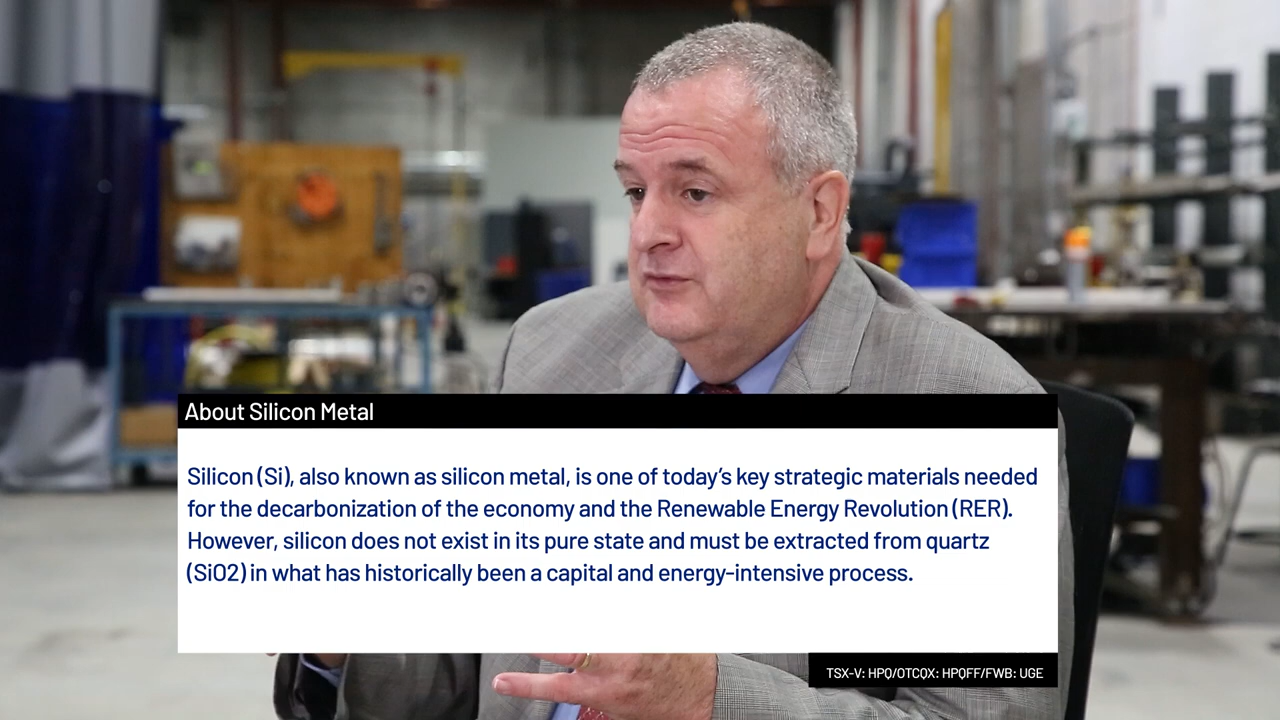 About Silicon Metal
Silicon (Si), also known as silicon metal, is one of today’s key strategic materials needed
for the decarbonization of the economy and the Renewable Energy Revolution (RER).
However, silicon does not exist in its pure state and must be extracted from quartz
(SiO2) in what has historically been a capital and energy-intensive process.
TSX-V: HPQ/OTCQX: HPQFF/FWB: UGE